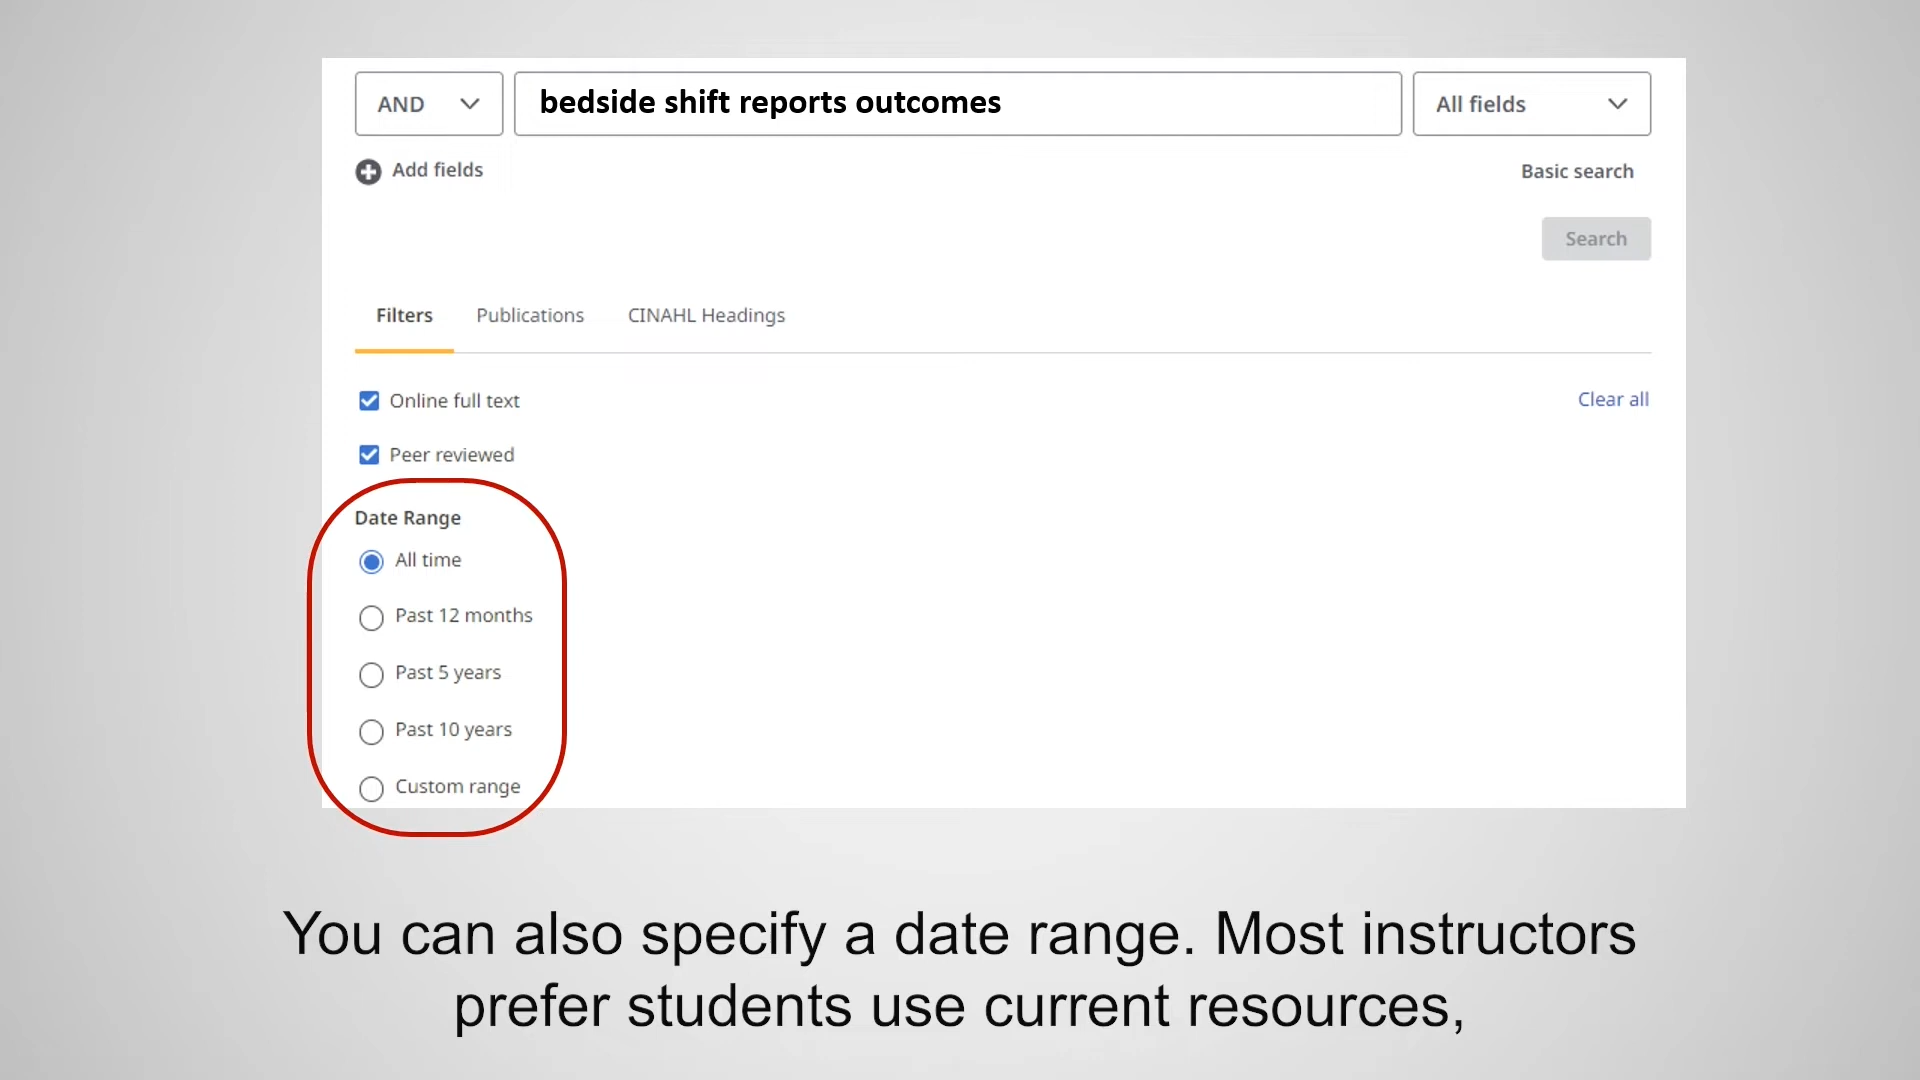 AND
bedside shift reports outcomes
All fields
Add fields
Basic search
Search
Filters
Publications
CINAHL Headings
Online full text
Clear all
Peer reviewed
Date Range
All time
Past 12 months
Past 5 years
Past 10 years
Custom range
You can also specify a date range. Most instructors
prefer students use current resources,